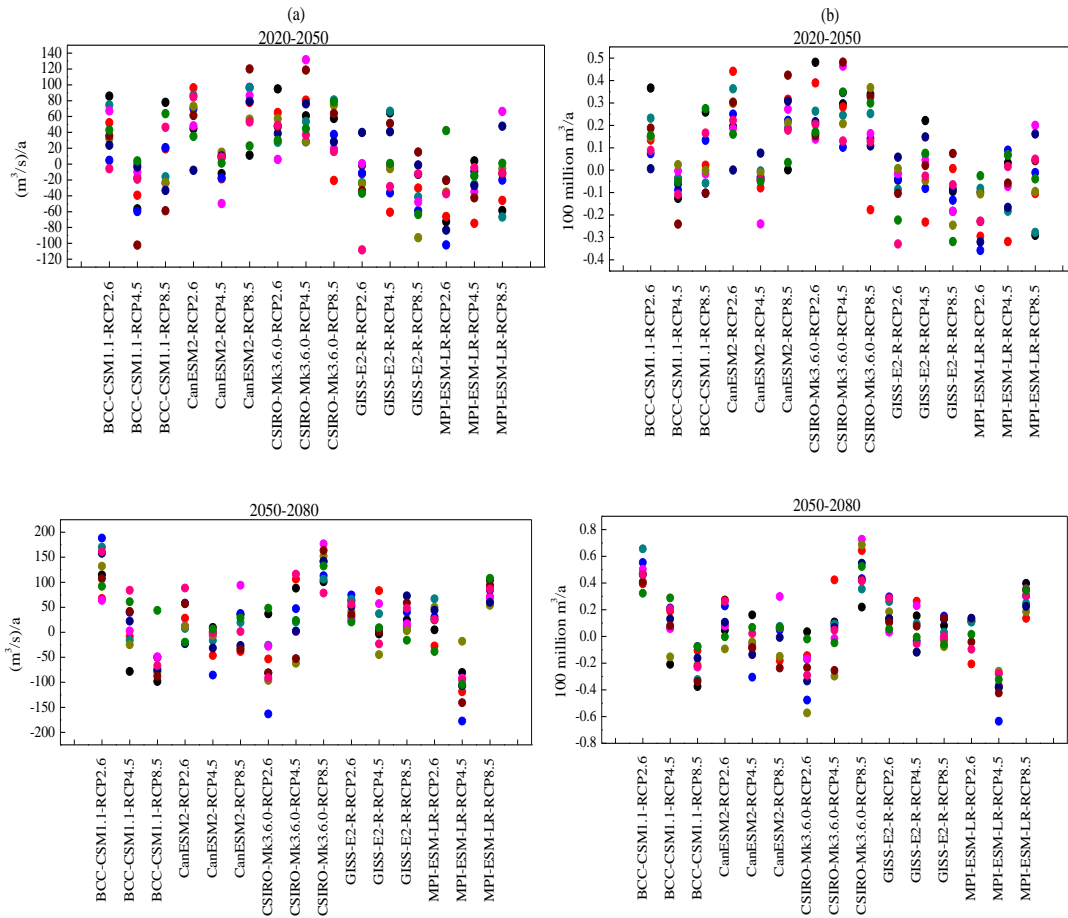 (a)
2020-2050
140
120
100
80
60
40
20
0
-20
-40
-60
-80
-100
-120
(m³/s)/a
BCC-CSM1.1-RCP2.6
BCC-CSM1.1-RCP4.5
BCC-CSM1.1-RCP8.5
CanESM2-RCP2.6
CanESM2-RCP4.5
CanESM2-RCP8.5
CSIRO-Mk3.6.0-RCP2.6
CSIRO-Mk3.6.0-RCP4.5
CSIRO-Mk3.6.0-RCP8.5
GISS-E2-R-RCP2.6
GISS-E2-R-RCP4.5
GISS-E2-R-RCP8.5
MPI-ESM-LR-RCP2.6
MPI-ESM-LR-RCP4.5
MPI-ESM-LR-RCP8.5
(b)
2020-2050
0.5
0.4
0.3
0.2
0.1
0.0
-0.1
-0.2
-0.3
-0.4
100 million m³/a
BCC-CSM1.1-RCP2.6
BCC-CSM1.1-RCP4.5
BCC-CSM1.1-RCP8.5
CanESM2-RCP2.6
CanESM2-RCP4.5
CanESM2-RCP8.5
CSIRO-Mk3.6.0-RCP2.6
CSIRO-Mk3.6.0-RCP4.5
CSIRO-Mk3.6.0-RCP8.5
GISS-E2-R-RCP2.6
GISS-E2-R-RCP4.5
GISS-E2-R-RCP8.5
MPI-ESM-LR-RCP2.6
MPI-ESM-LR-RCP4.5
MPI-ESM-LR-RCP8.5
2050-2080
200
150
100
50
0
-50
-100
-150
-200
(m³/s)/a
BCC-CSM1.1-RCP2.6
BCC-CSM1.1-RCP4.5
BCC-CSM1.1-RCP8.5
CanESM2-RCP2.6
CanESM2-RCP4.5
CanESM2-RCP8.5
CSIRO-Mk3.6.0-RCP2.6
CSIRO-Mk3.6.0-RCP4.5
CSIRO-Mk3.6.0-RCP8.5
GISS-E2-R-RCP2.6
GISS-E2-R-RCP4.5
GISS-E2-R-RCP8.5
MPI-ESM-LR-RCP2.6
MPI-ESM-LR-RCP4.5
MPI-ESM-LR-RCP8.5
2050-2080
0.8
0.6
0.4
0.2
0.0
-0.2
-0.4
-0.6
-0.8
100 million m³/a
BCC-CSM1.1-RCP2.6
BCC-CSM1.1-RCP4.5
BCC-CSM1.1-RCP8.5
CanESM2-RCP2.6
CanESM2-RCP4.5
CanESM2-RCP8.5
CSIRO-Mk3.6.0-RCP2.6
CSIRO-Mk3.6.0-RCP4.5
CSIRO-Mk3.6.0-RCP8.5
GISS-E2-R-RCP2.6
GISS-E2-R-RCP4.5
GISS-E2-R-RCP8.5
MPI-ESM-LR-RCP2.6
MPI-ESM-LR-RCP4.5
MPI-ESM-LR-RCP8.5